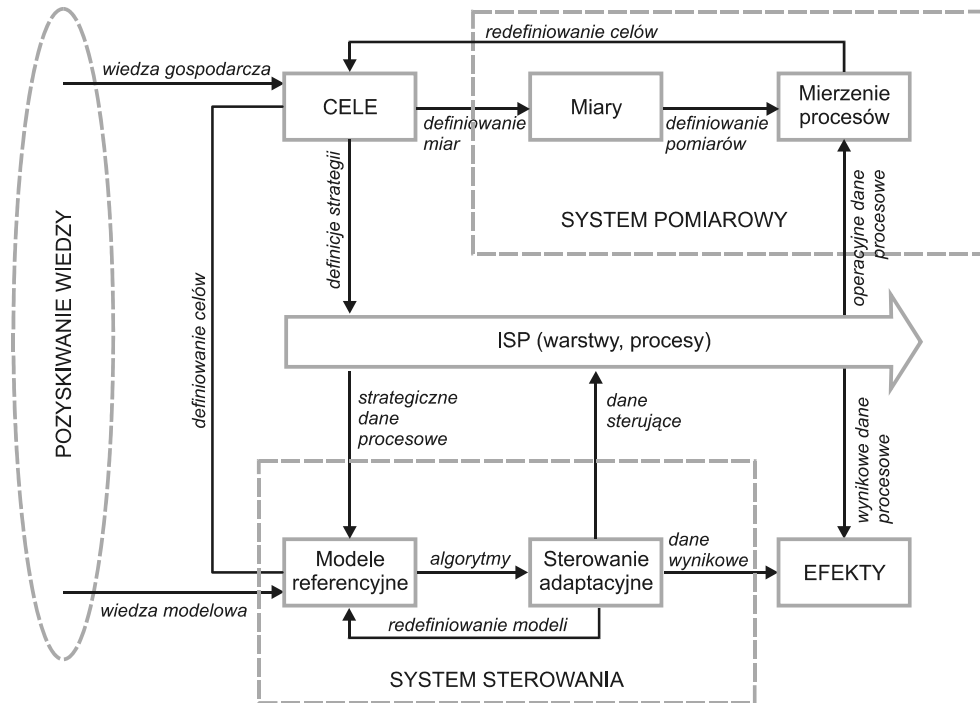 redefiniowanie celów
wiedza gospodarcza
CELE
definiowanie
miar
Miary
definiowanie
pomiarów
Mierzenie
procesów
SYSTEM POMIAROWY
definicje strategii
operacyjne dane
procesowe
POZYSKIWANIE WIEDZY
definiowanie celów
ISP (warstwy, procesy)
strategiczne
dane
procesowe
dane
sterujące
wynikowe dane
procesowe
Modele
referencyjne
algorytmy
Sterowanie
adaptacyjne
dane
wynikowe
EFEKTY
wiedza modelowa
redefiniowanie modeli
SYSTEM STEROWANIA